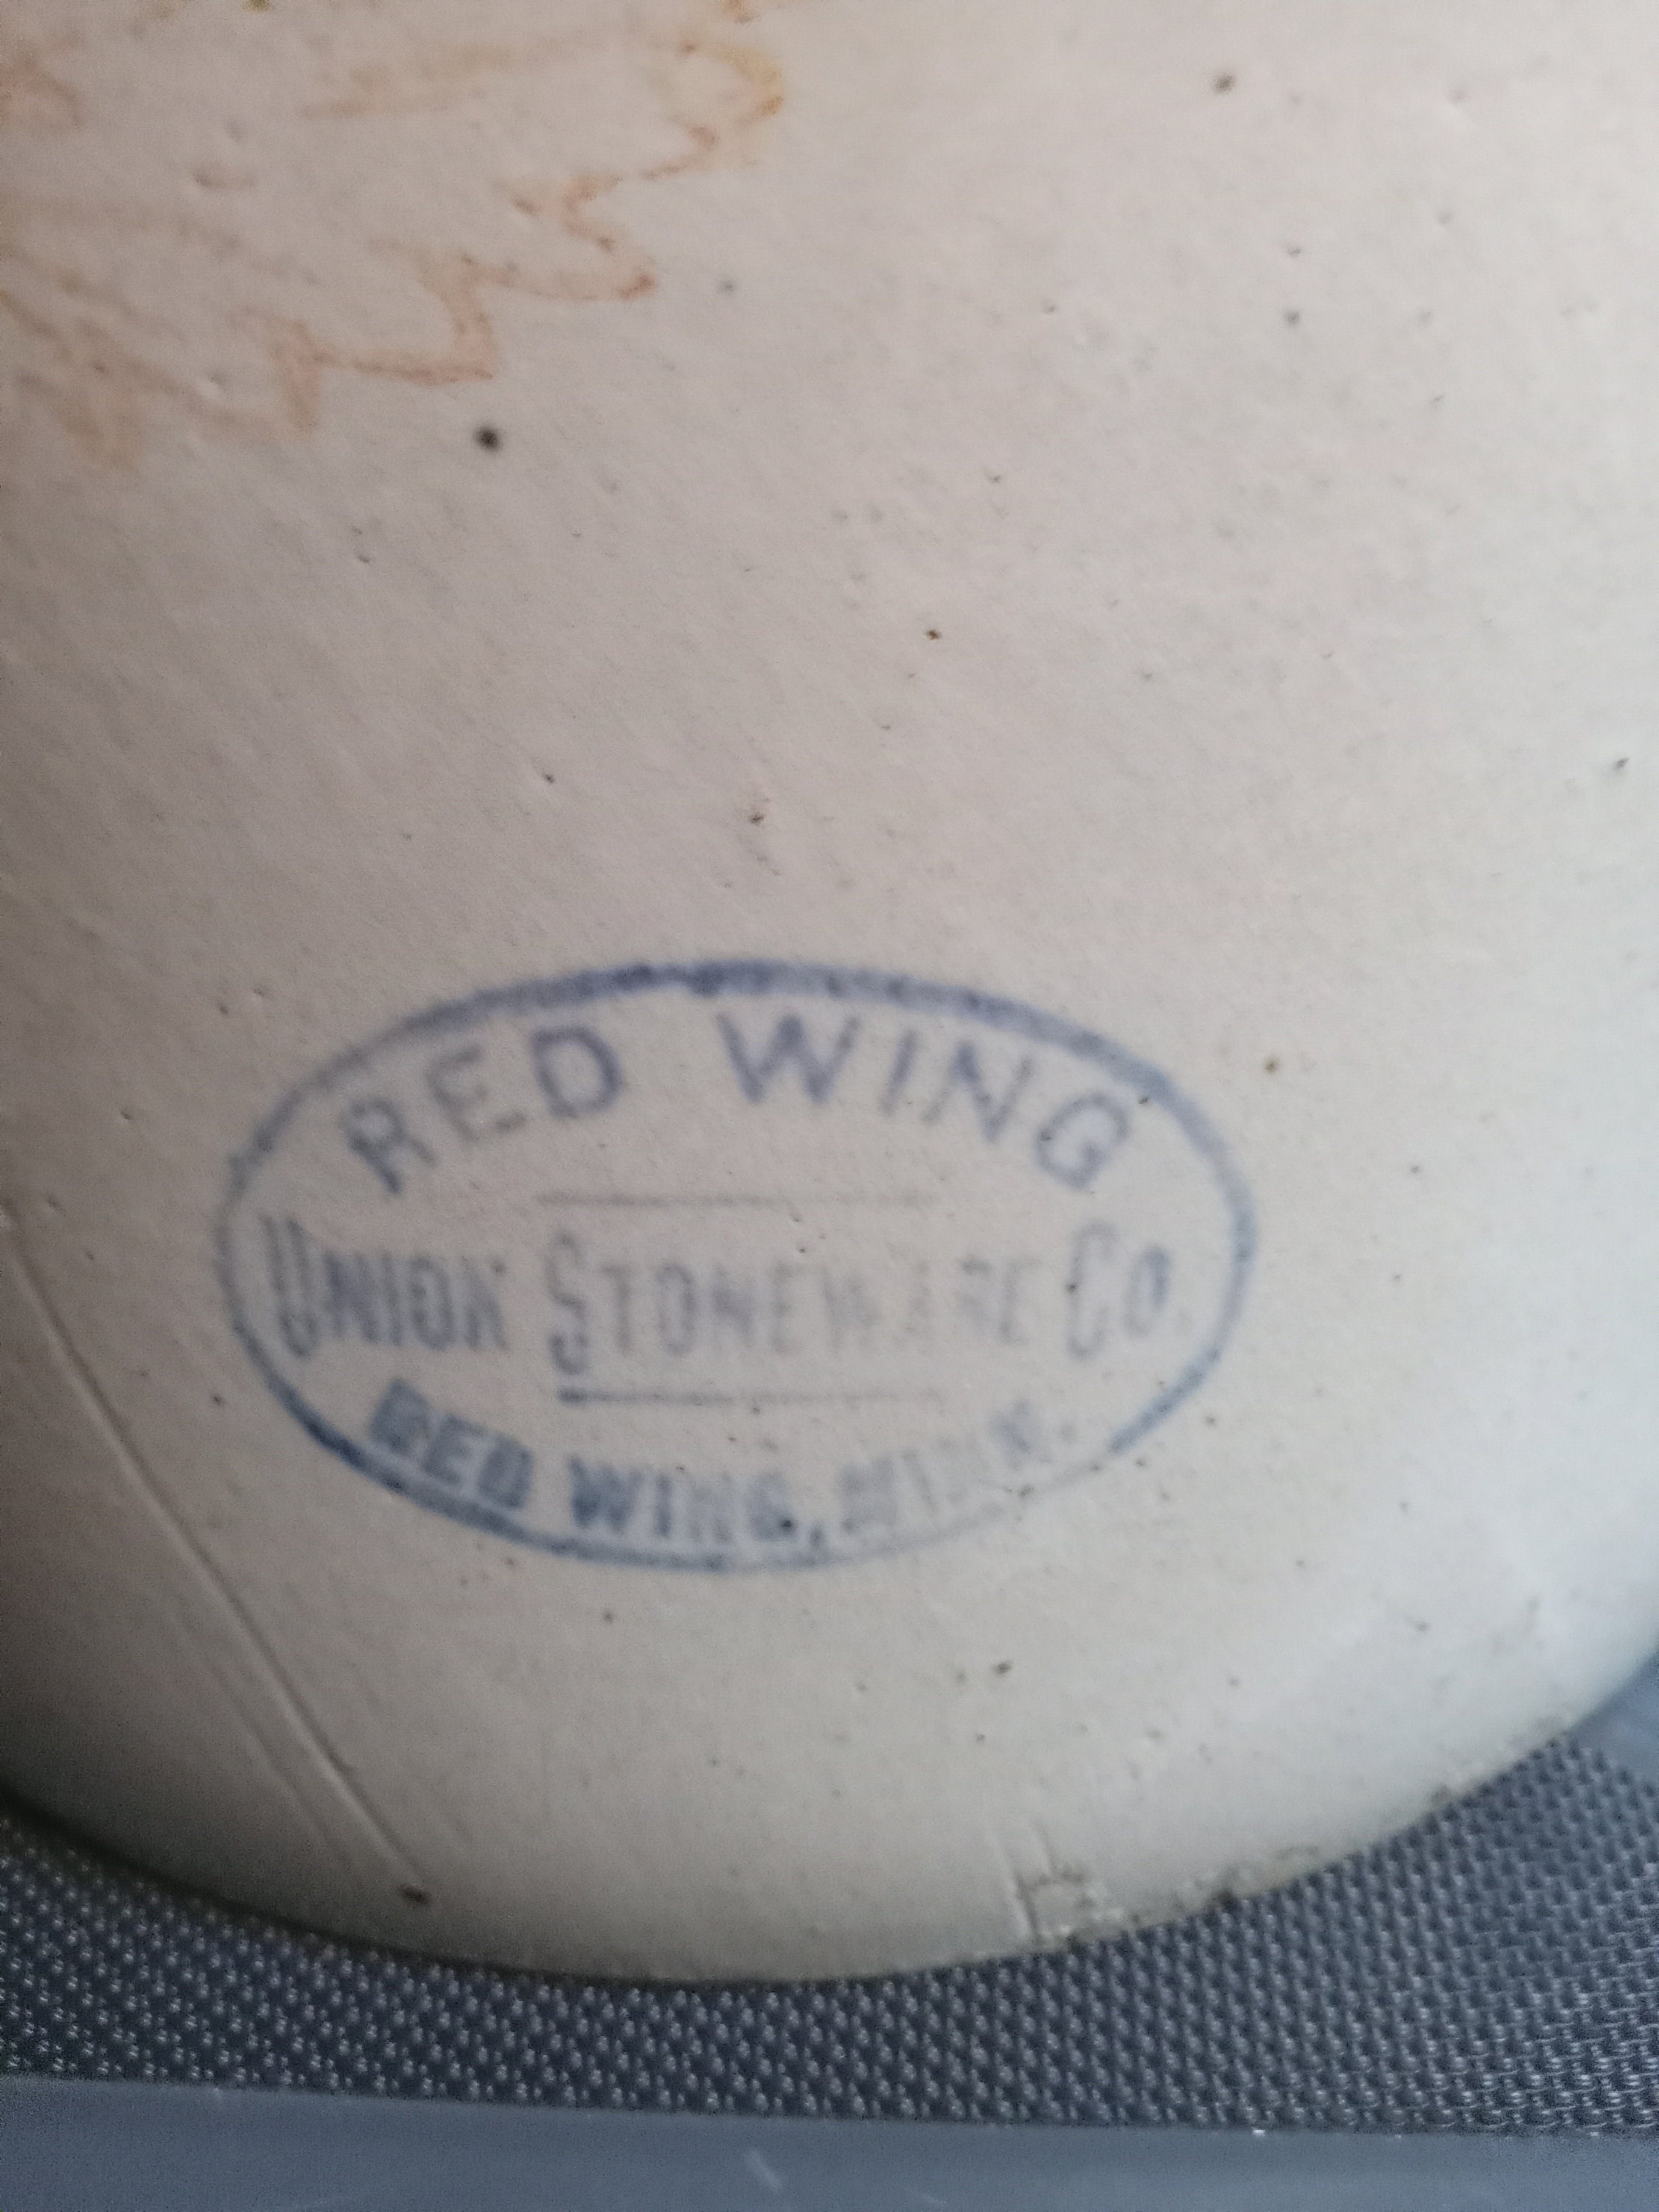 RED WING
UNION STONEWARE CO.
RED WING, MINN.